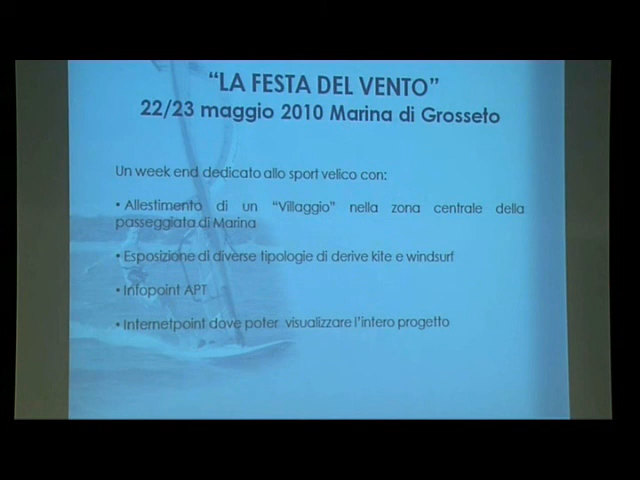 “LA FESTA DEL VENTO”
22/23 maggio 2010 Marina di Grosseto
Un week end dedicato allo sport velico con:
• Allestimento di un “Villaggio” nella zona centrale della
passeggiata di Marina
• Esposizione di diverse tipologie di derive kite e windsurf
• Infopoint APT
• Internetpoint dove poter visualizzare l’intero progetto